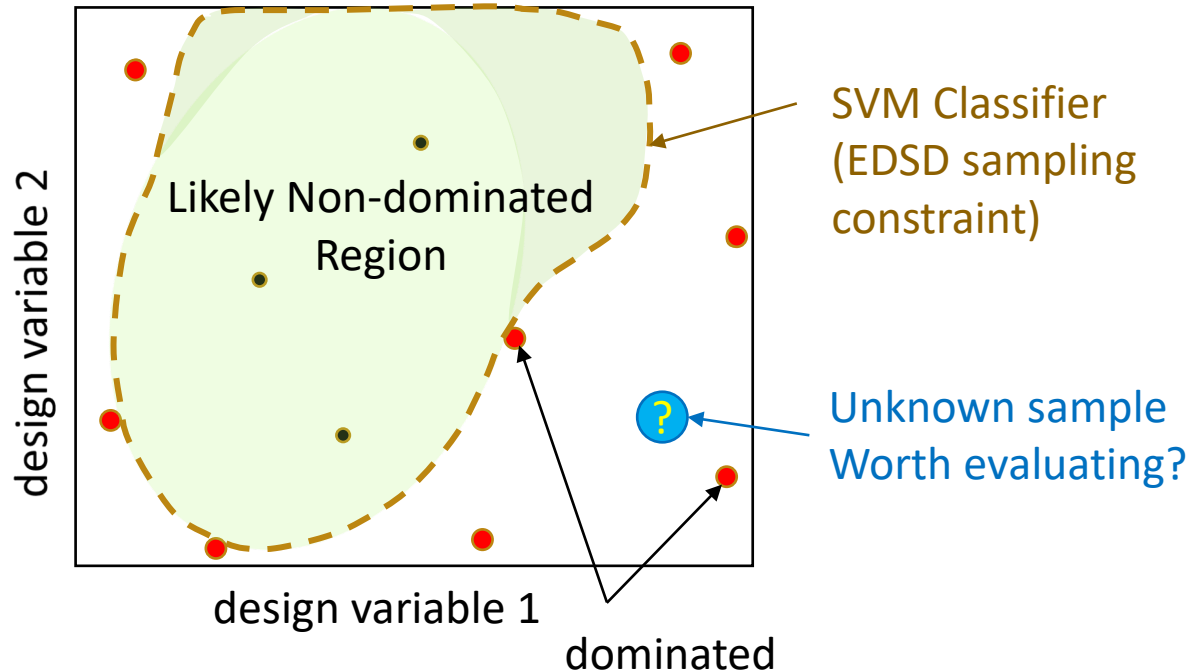 SVM Classifier
(EDSD sampling
constraint)
Likely Non-dominated
Region
design variable 2
?
Unknown sample
Worth evaluating?
design variable 1
dominated